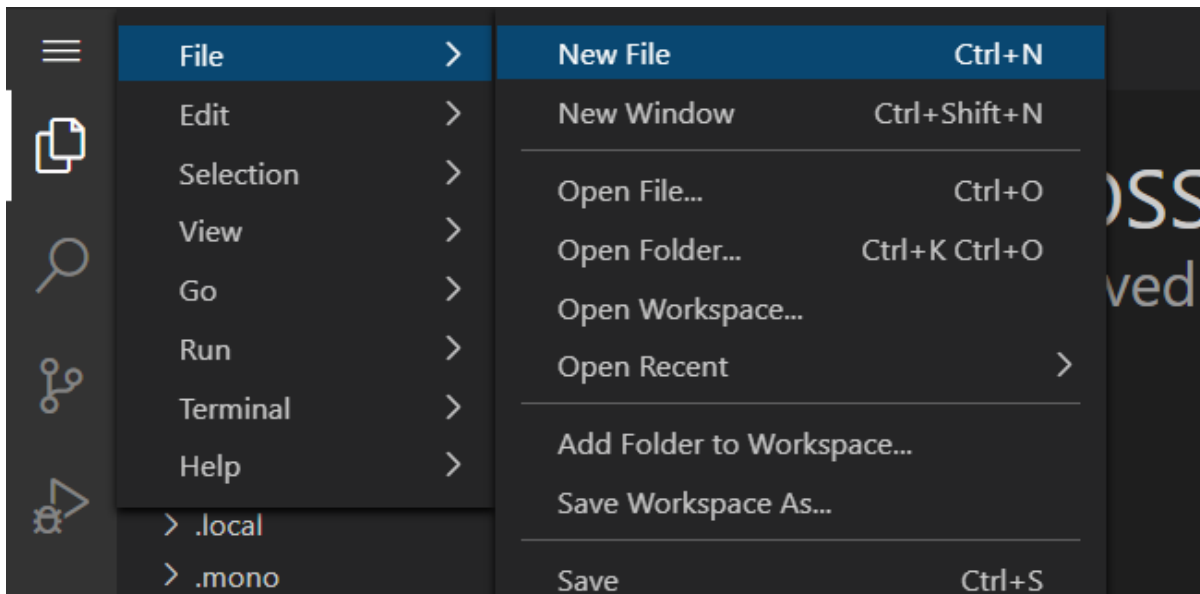 File
Edit
Selection
View
Go
Run
Terminal
Help
.local
.mono
New File Ctrl+N
New Window Ctrl+Shift+N
Open File... Ctrl+O
Open Folder... Ctrl+K Ctrl+O
Open Workspace...
Open Recent
Add Folder to Workspace...
Save Workspace As...
Save Ctrl+S